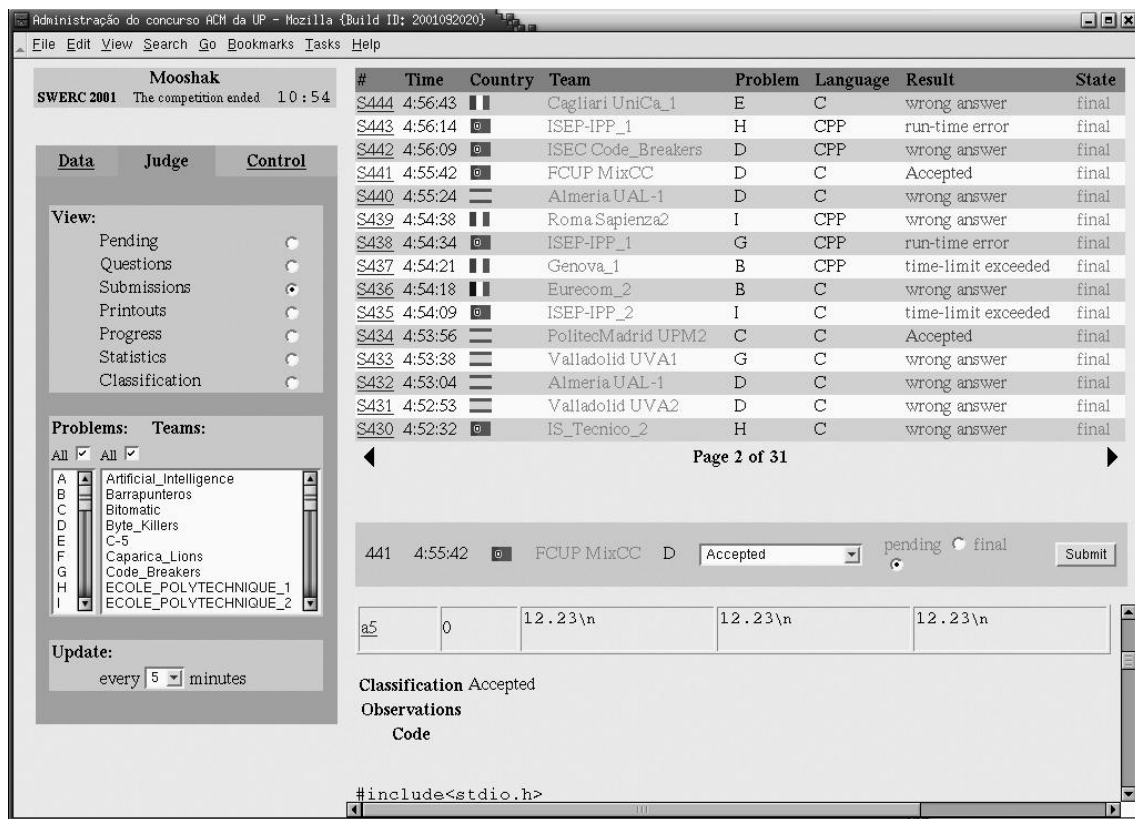 Administração do concurso ACM da UP - Mozilla {Build ID: 2001092020}
File Edit View Search Go Bookmarks Tasks Help
Mooshak
SWERC 2001 The competition ended 10:54
Data Judge Control
View:
Pending
Questions
Submissions
Printouts
Progress
Statistics
Classification
Problems: Teams:
All All
A Artificial_Intelligence
B Barrapunteros
C Bitomatic
D Byte_Killers
E C-5
F Caparica_Lions
G Code_Breakers
H ECOLE_POLYTECHNIQUE_1
I ECOLE_POLYTECHNIQUE_2
Update:
every 5 minutes
# Time Country Team Problem Language Result State
S444 4:56:43 Cagliari UniCa_1 E C wrong answer final
S443 4:56:14 ISEP-IPP_1 H CPP run-time error final
S442 4:56:09 ISEC Code_Breakers D CPP wrong answer final
S441 4:55:42 FCUP MixCC D C Accepted final
S440 4:55:24 Almeria UAL-1 D C wrong answer final
S439 4:54:38 Roma Sapienza2 I CPP wrong answer final
S438 4:54:34 ISEP-IPP_1 G CPP run-time error final
S437 4:54:21 Genova_1 B CPP time-limit exceeded final
S436 4:54:18 Eurecom_2 B C wrong answer final
S435 4:54:09 ISEP-IPP_2 I C time-limit exceeded final
S434 4:53:56 PolitecMadrid UPM2 C C Accepted final
S433 4:53:38 Valladolid UVA1 G C wrong answer final
S432 4:53:04 Almeria UAL-1 D C wrong answer final
S431 4:52:53 Valladolid UVA2 D C wrong answer final
S430 4:52:32 IS_Tecnico_2 H C wrong answer final
Page 2 of 31
441 4:55:42 FCUP MixCC D Accepted pending final Submit
a5 0 12.23\n 12.23\n 12.23\n
Classification Accepted
Observations
Code
#include<stdio.h>